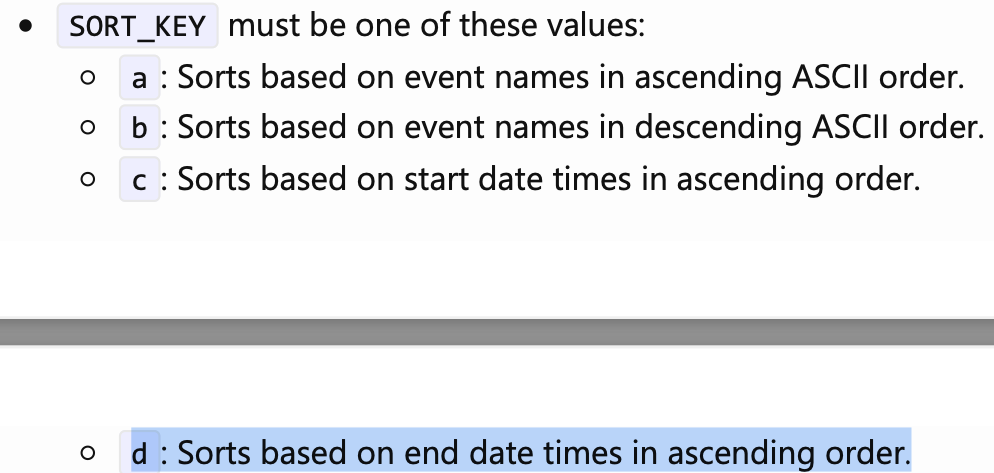 SORT_KEY must be one of these values:
a: Sorts based on event names in ascending ASCII order.
b: Sorts based on event names in descending ASCII order.
c: Sorts based on start date times in ascending order.
d: Sorts based on end date times in ascending order.